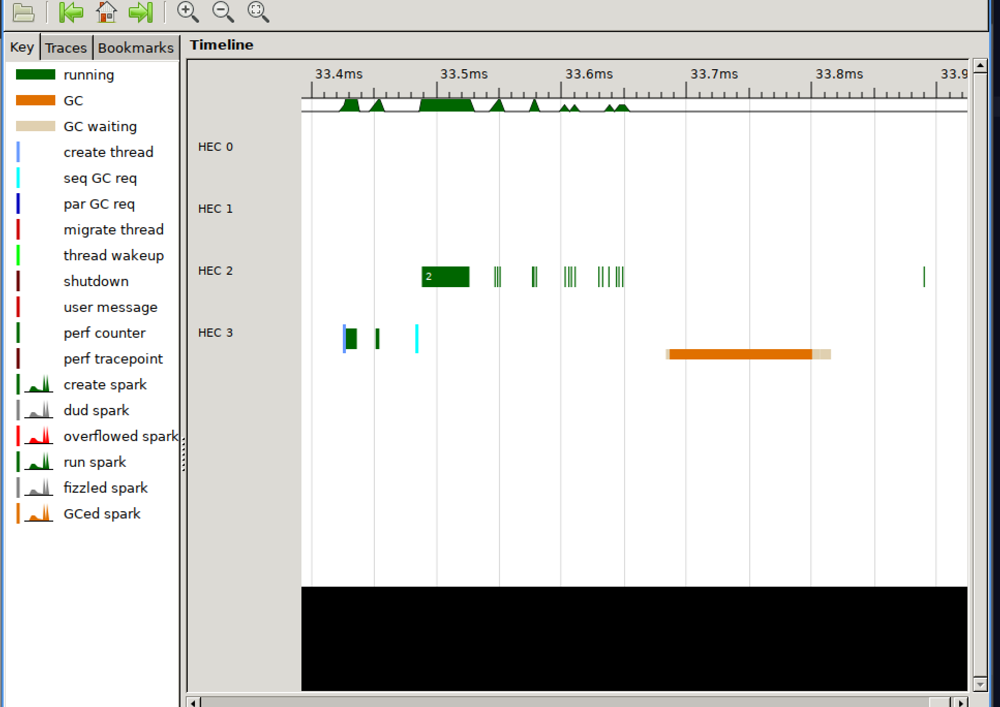 Key
Traces
Bookmarks
running
GC
GC waiting
create thread
seq GC req
par GC req
migrate thread
thread wakeup
shutdown
user message
perf counter
perf tracepoint
create spark
dud spark
overflowed spark
run spark
fizzled spark
GCed spark
Timeline
33.4ms 33.5ms 33.6ms 33.7ms 33.8ms 33.9
HEC 0
HEC 1
HEC 2
2
HEC 3